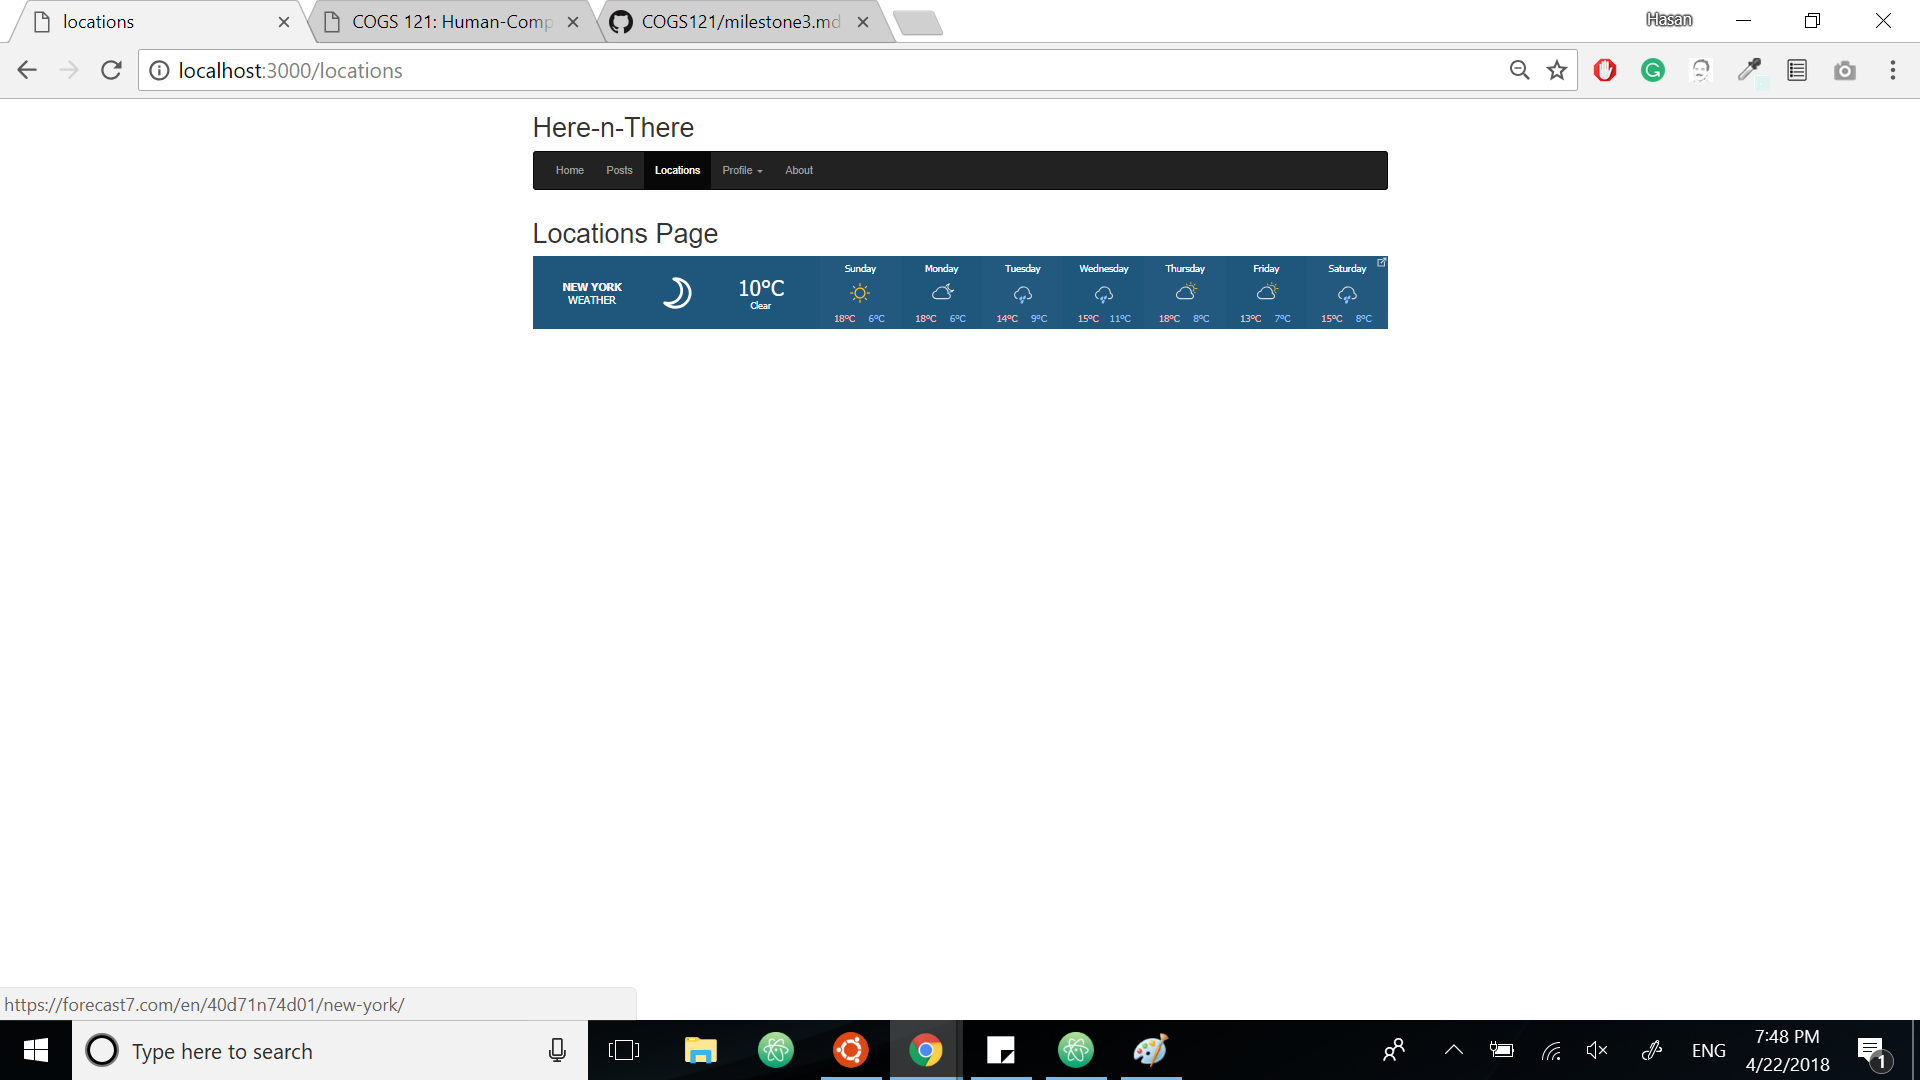 locations
COGS 121: Human-Comp
COGS121/milestone3.md
Hasan
localhost:3000/locations
Here-n-There
Home Posts Locations Profile About
Locations Page
NEW YORK
WEATHER
10°C
Clear
Sunday Monday Tuesday Wednesday Thursday Friday Saturday
18°C 6°C 18°C 6°C 14°C 9°C 15°C 11°C 18°C 8°C 13°C 7°C 15°C 8°C
https://forecast7.com/en/40d71n74d01/new-york/
Type here to search
ENG
7:48 PM
4/22/2018
1